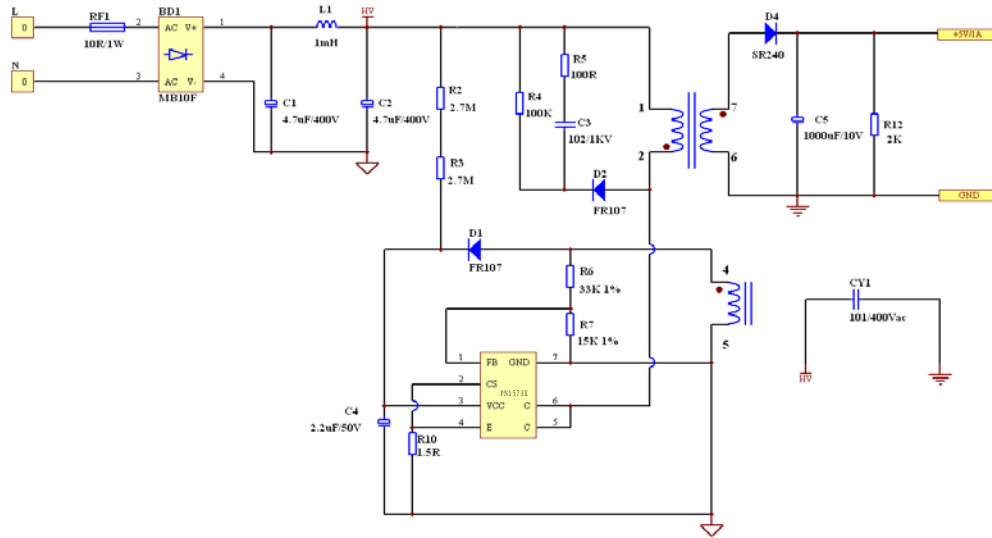 L
0
RF1
10R/1W
2
BD1
AC V+
AC V-
MB10F
1
L1
1mH
HV
D4
SR240
+5V/1A
N
0
3
4
C1
4.7uF/400V
C2
4.7uF/400V
R2
2.7M
R3
2.7M
R4
100K
R5
100R
C3
102/1KV
D2
FR107
1
2
7
6
C5
1000uF/10V
R12
2K
GND
D1
FR107
R6
33K 1%
R7
15K 1%
4
5
CY1
101/400Vac
HV
1
2
3
4
FB
GND
CS
PN1573X
VCC
C
E
C
7
6
5
C4
2.2uF/50V
R10
1.5R